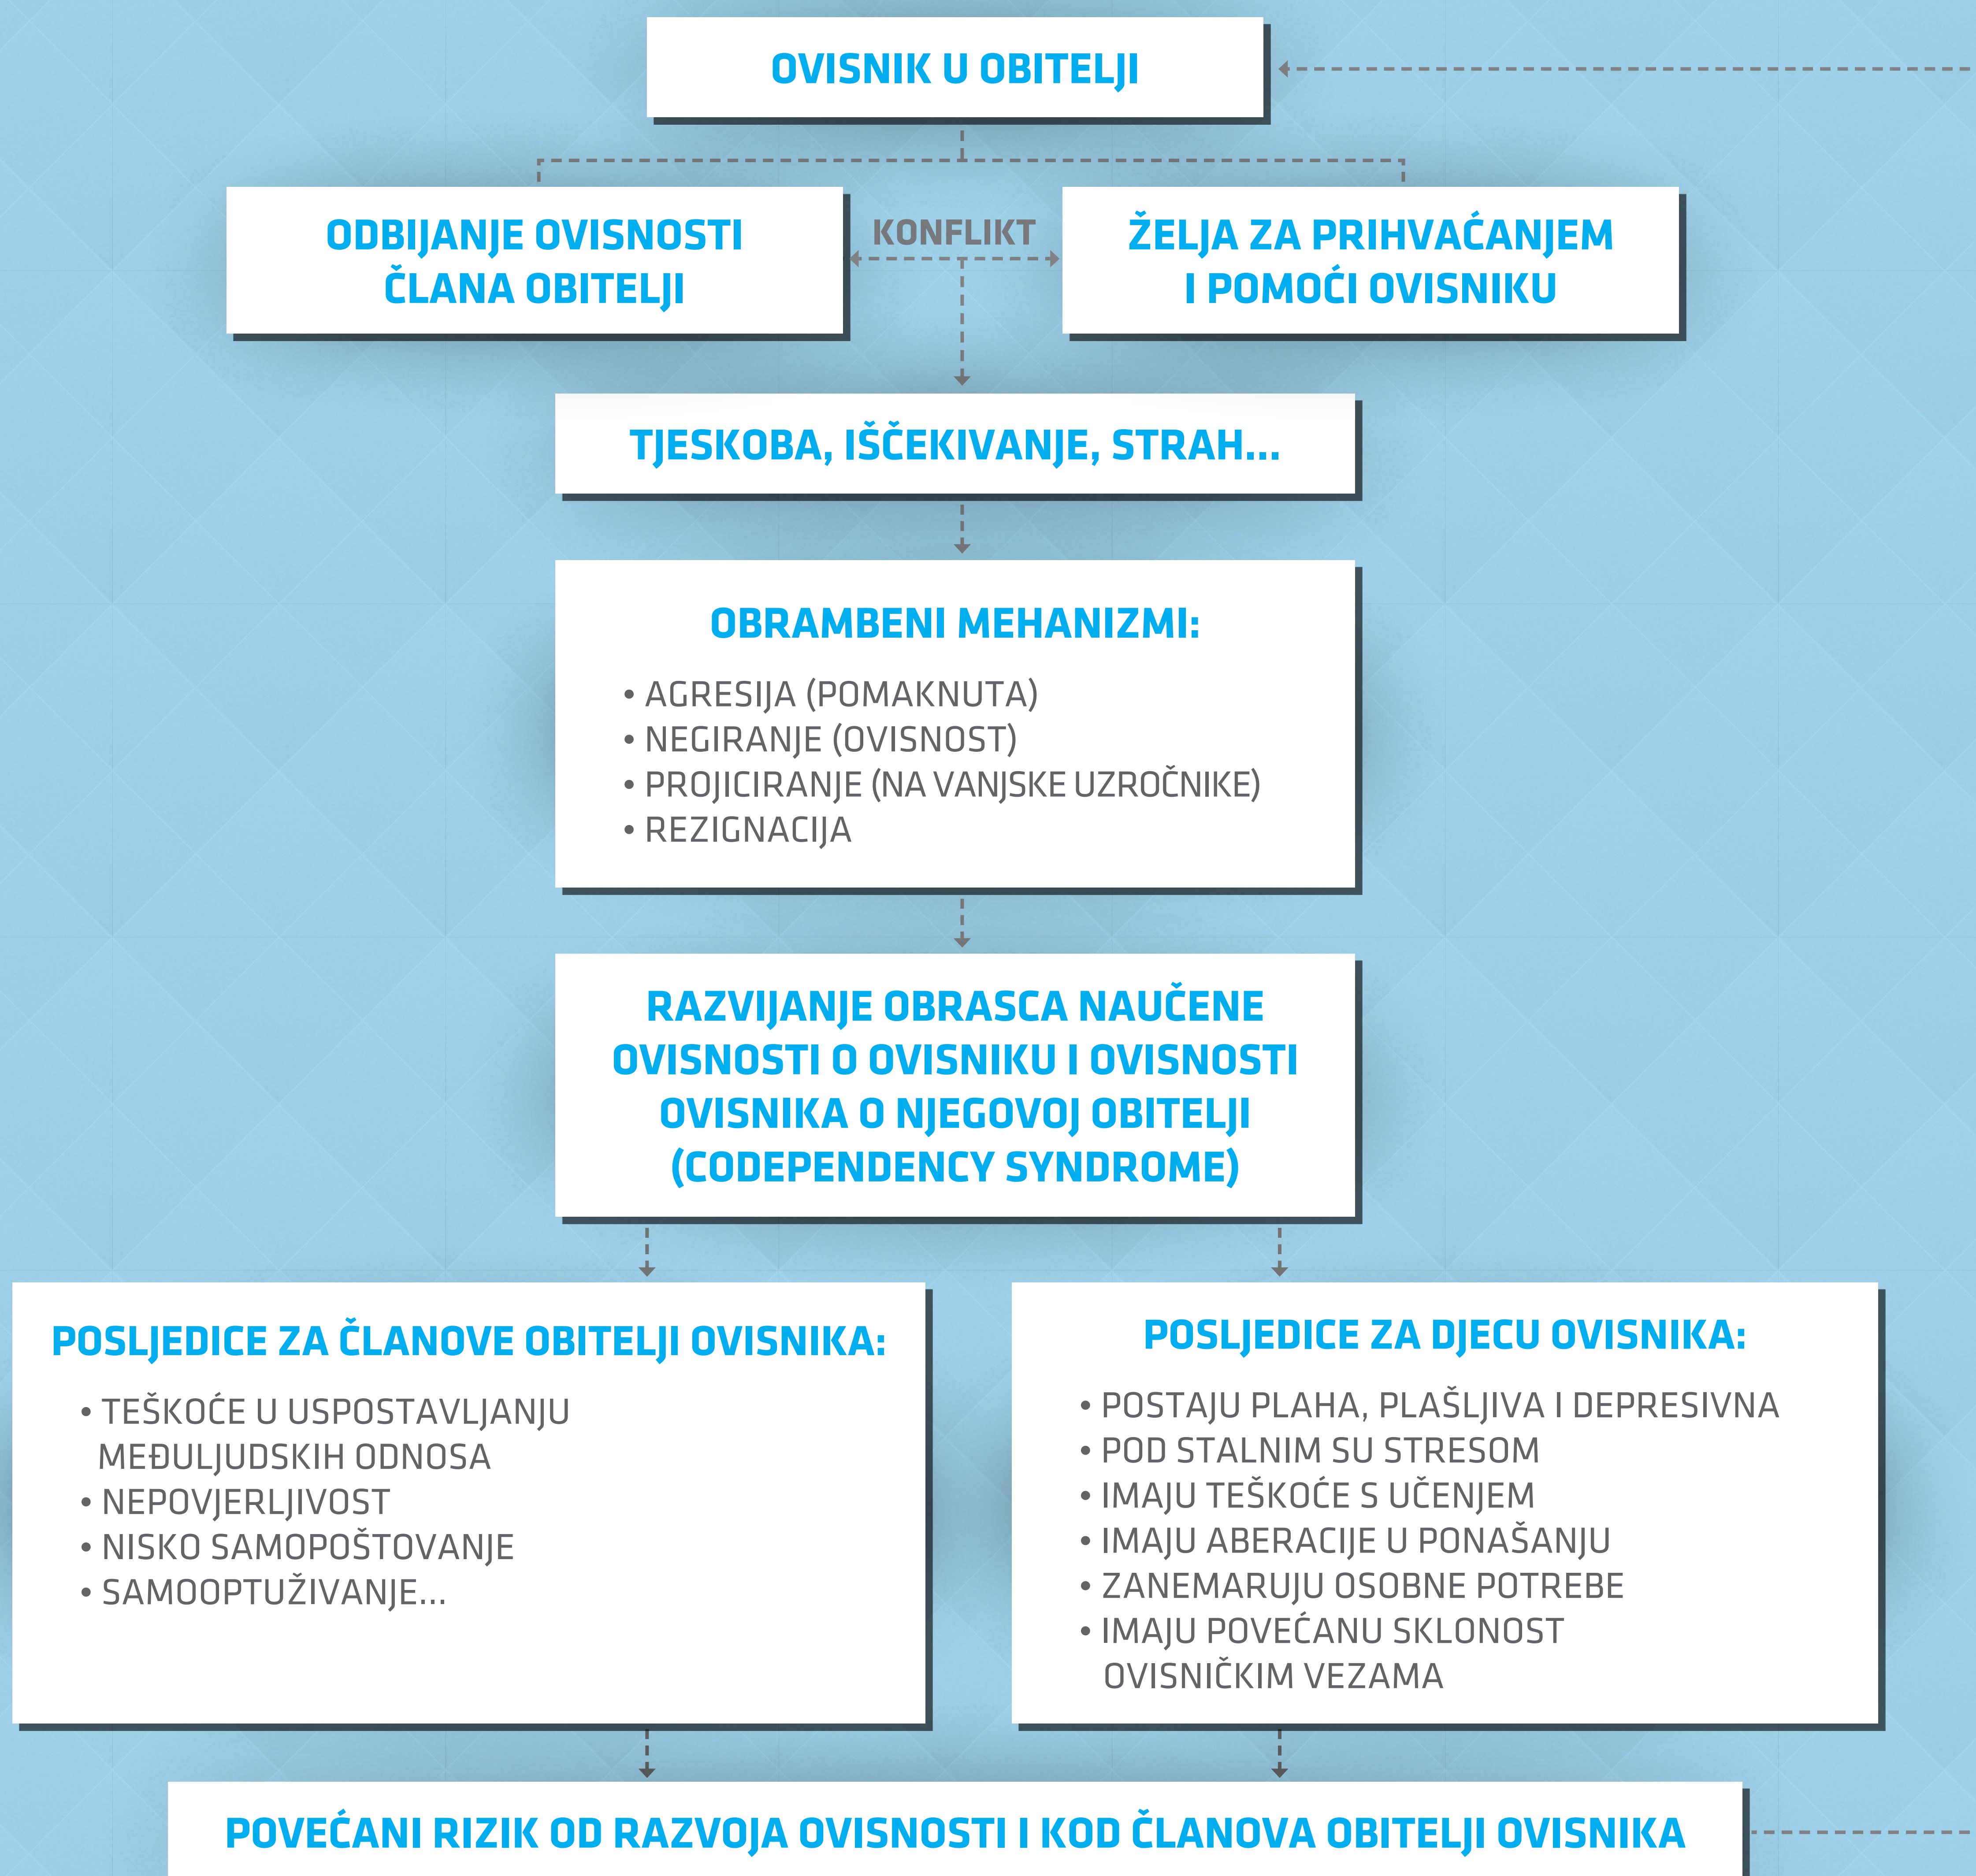 OVISNIK U OBITELJI
ODBIJANJE OVISNOSTI
ČLANA OBITELJI
KONFLIKT
ŽELJA ZA PRIHVAĆANJEM
I POMOĆI OVISNIKU
TJESKOBA, IŠČEKIVANJE, STRAH...
OBRAMBENI MEHANIZMI:
• AGRESIJA (POMAKNUTA)
• NEGIRANJE (OVISNOST)
• PROJICIRANJE (NA VANJSKE UZROČNIKE)
• REZIGNACIJA
RAZVIJANJE OBRASCA NAUČENE
OVISNOSTI O OVISNIKU I OVISNOSTI
OVISNIKA O NJEGOVOJ OBITELJI
(CODEPENDENCY SYNDROME)
POSLJEDICE ZA ČLANOVE OBITELJI OVISNIKA:
• TEŠKOĆE U USPOSTAVLJANJU
MEĐULJUDSKIH ODNOSA
• NEPOVJERLJIVOST
• NISKO SAMOPOŠTOVANJE
• SAMOOPTUŽIVANJE...
POSLJEDICE ZA DJECU OVISNIKA:
• POSTAJU PLAHA, PLAŠLJIVA I DEPRESIVNA
• POD STALNIM SU STRESOM
• IMAJU TEŠKOĆE S UČENJEM
• IMAJU ABERACIJE U PONAŠANJU
• ZANEMARUJU OSOBNE POTREBE
• IMAJU POVEĆANU SKLONOST
OVISNIČKIM VEZAMA
POVEĆANI RIZIK OD RAZVOJA OVISNOSTI I KOD ČLANOVA OBITELJI OVISNIKA